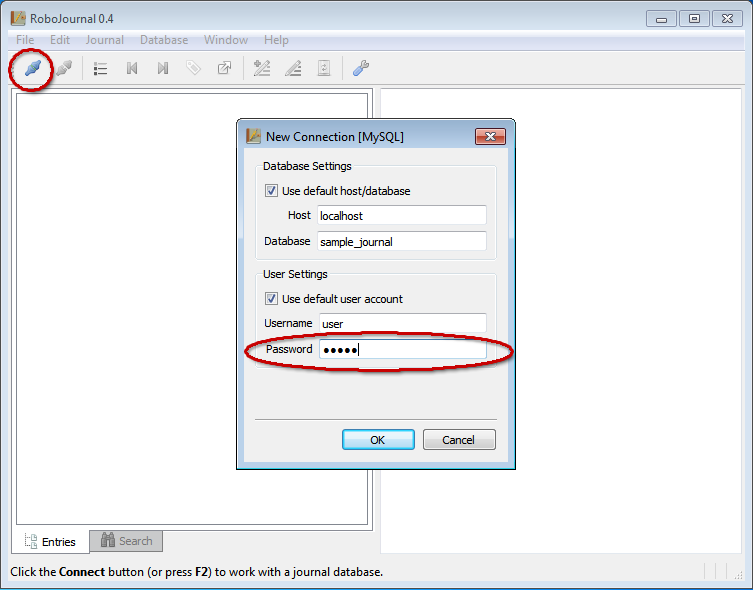 RoboJournal 0.4
File Edit Journal Database Window Help
New Connection [MySQL]
Database Settings
Use default host/database
Host localhost
Database sample_journal
User Settings
Use default user account
Username user
Password ●●●●●
OK Cancel
Entries Search
Click the Connect button (or press F2) to work with a journal database.